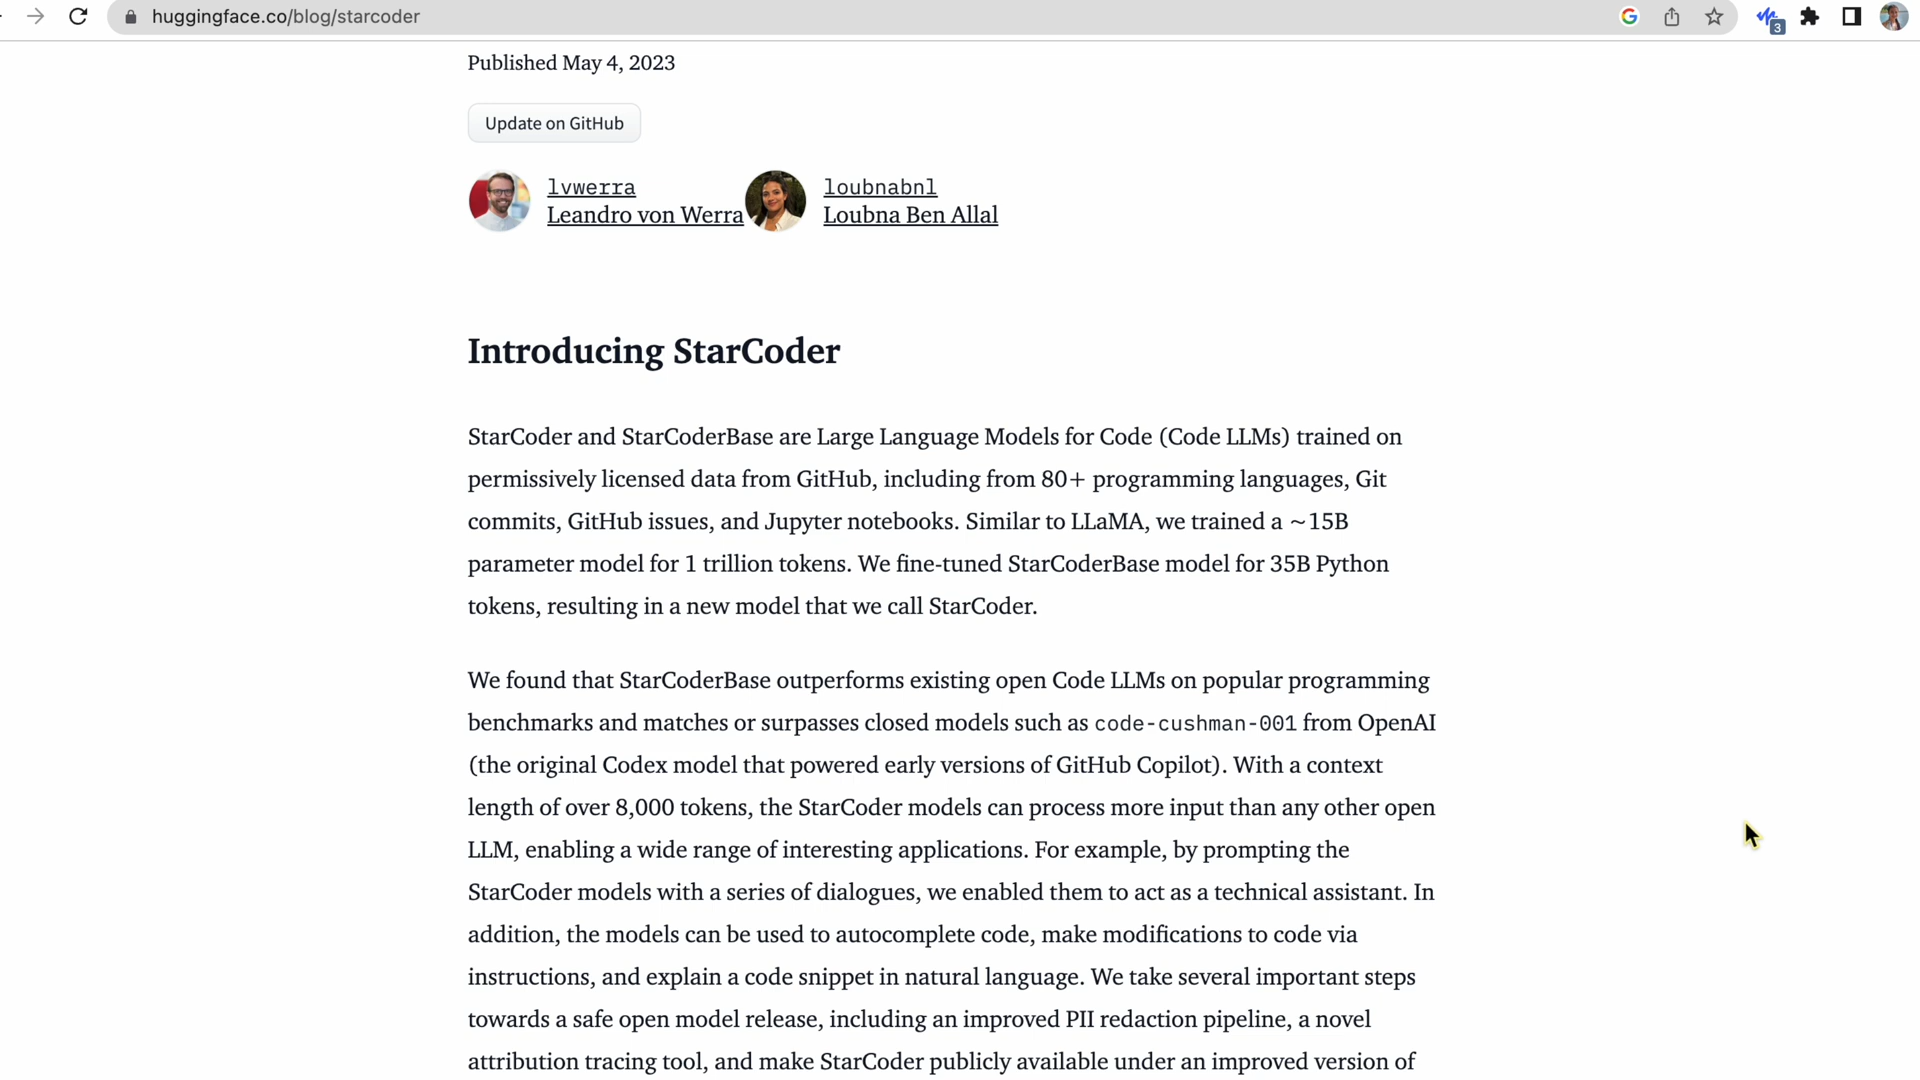 huggingface.co/blog/starcoder
3
Published May 4, 2023
Update on GitHub
lvwerra
Leandro von Werra
loubnabnl
Loubna Ben Allal
Introducing StarCoder
StarCoder and StarCoderBase are Large Language Models for Code (Code LLMs) trained on
permissively licensed data from GitHub, including from 80+ programming languages, Git
commits, GitHub issues, and Jupyter notebooks. Similar to LLaMA, we trained a ~15B
parameter model for 1 trillion tokens. We fine-tuned StarCoderBase model for 35B Python
tokens, resulting in a new model that we call StarCoder.
We found that StarCoderBase outperforms existing open Code LLMs on popular programming
benchmarks and matches or surpasses closed models such as code-cushman-001 from OpenAI
(the original Codex model that powered early versions of GitHub Copilot). With a context
length of over 8,000 tokens, the StarCoder models can process more input than any other open
LLM, enabling a wide range of interesting applications. For example, by prompting the
StarCoder models with a series of dialogues, we enabled them to act as a technical assistant. In
addition, the models can be used to autocomplete code, make modifications to code via
instructions, and explain a code snippet in natural language. We take several important steps
towards a safe open model release, including an improved PII redaction pipeline, a novel
attribution tracing tool, and make StarCoder publicly available under an improved version of